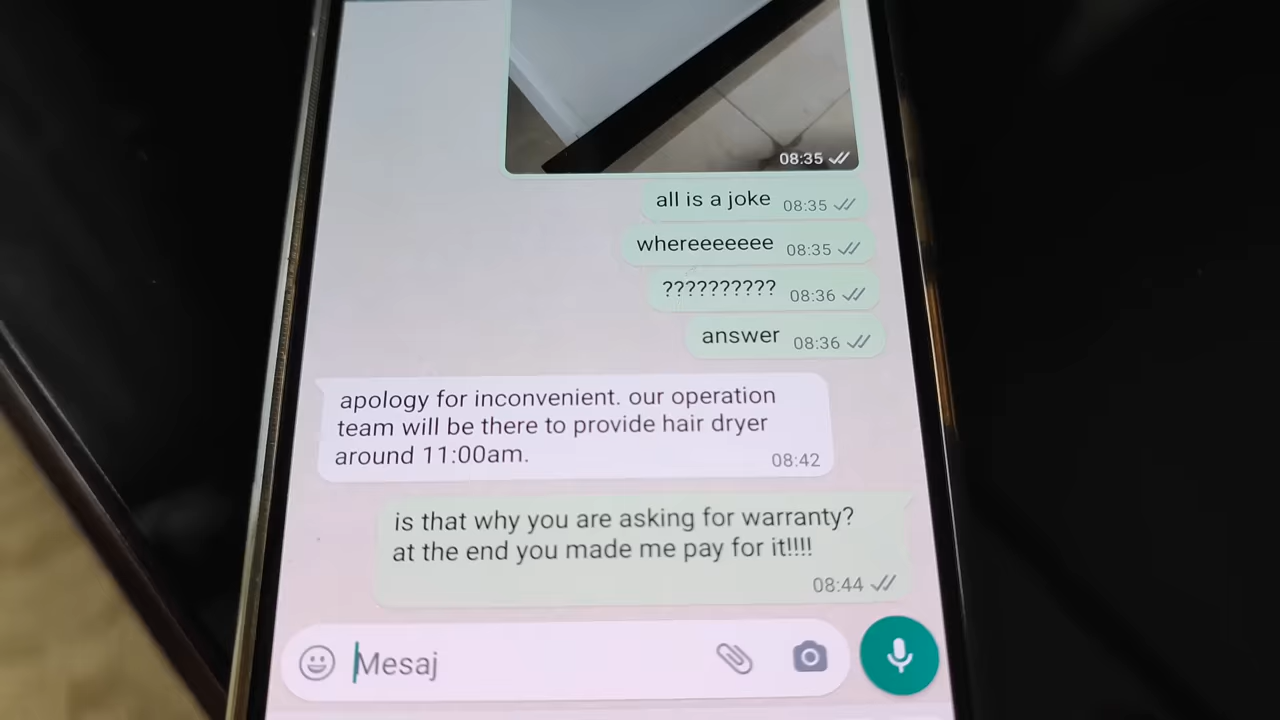 08:35
all is a joke 08:35
whereeeeeee 08:35
?????????? 08:36
answer 08:36
apology for inconvenient. our operation
team will be there to provide hair dryer
around 11:00am.
08:42
is that why you are asking for warranty?
at the end you made me pay for it!!!!
08:44
Mesaj